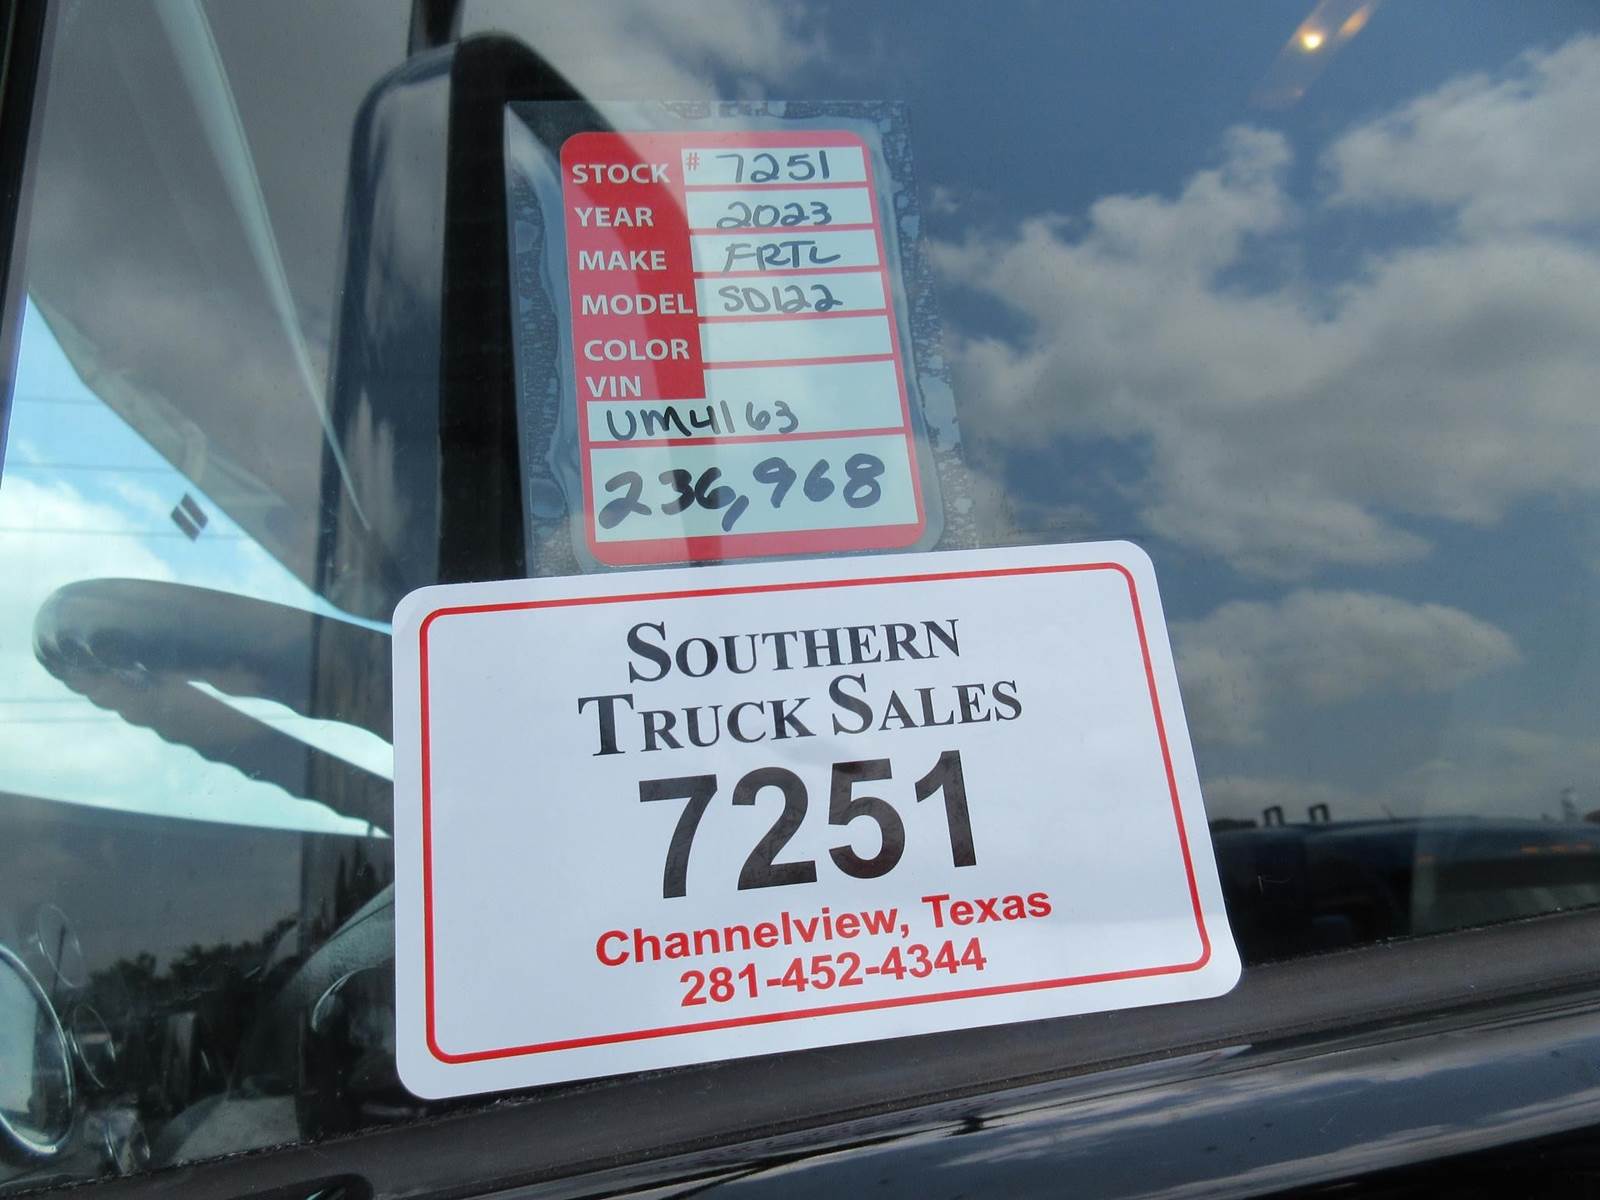 STOCK # 7251
YEAR 2023
MAKE FRTL
MODEL SD122
COLOR
VIN
UM4163
236,968
SOUTHERN
TRUCK SALES
7251
Channelview, Texas
281-452-4344